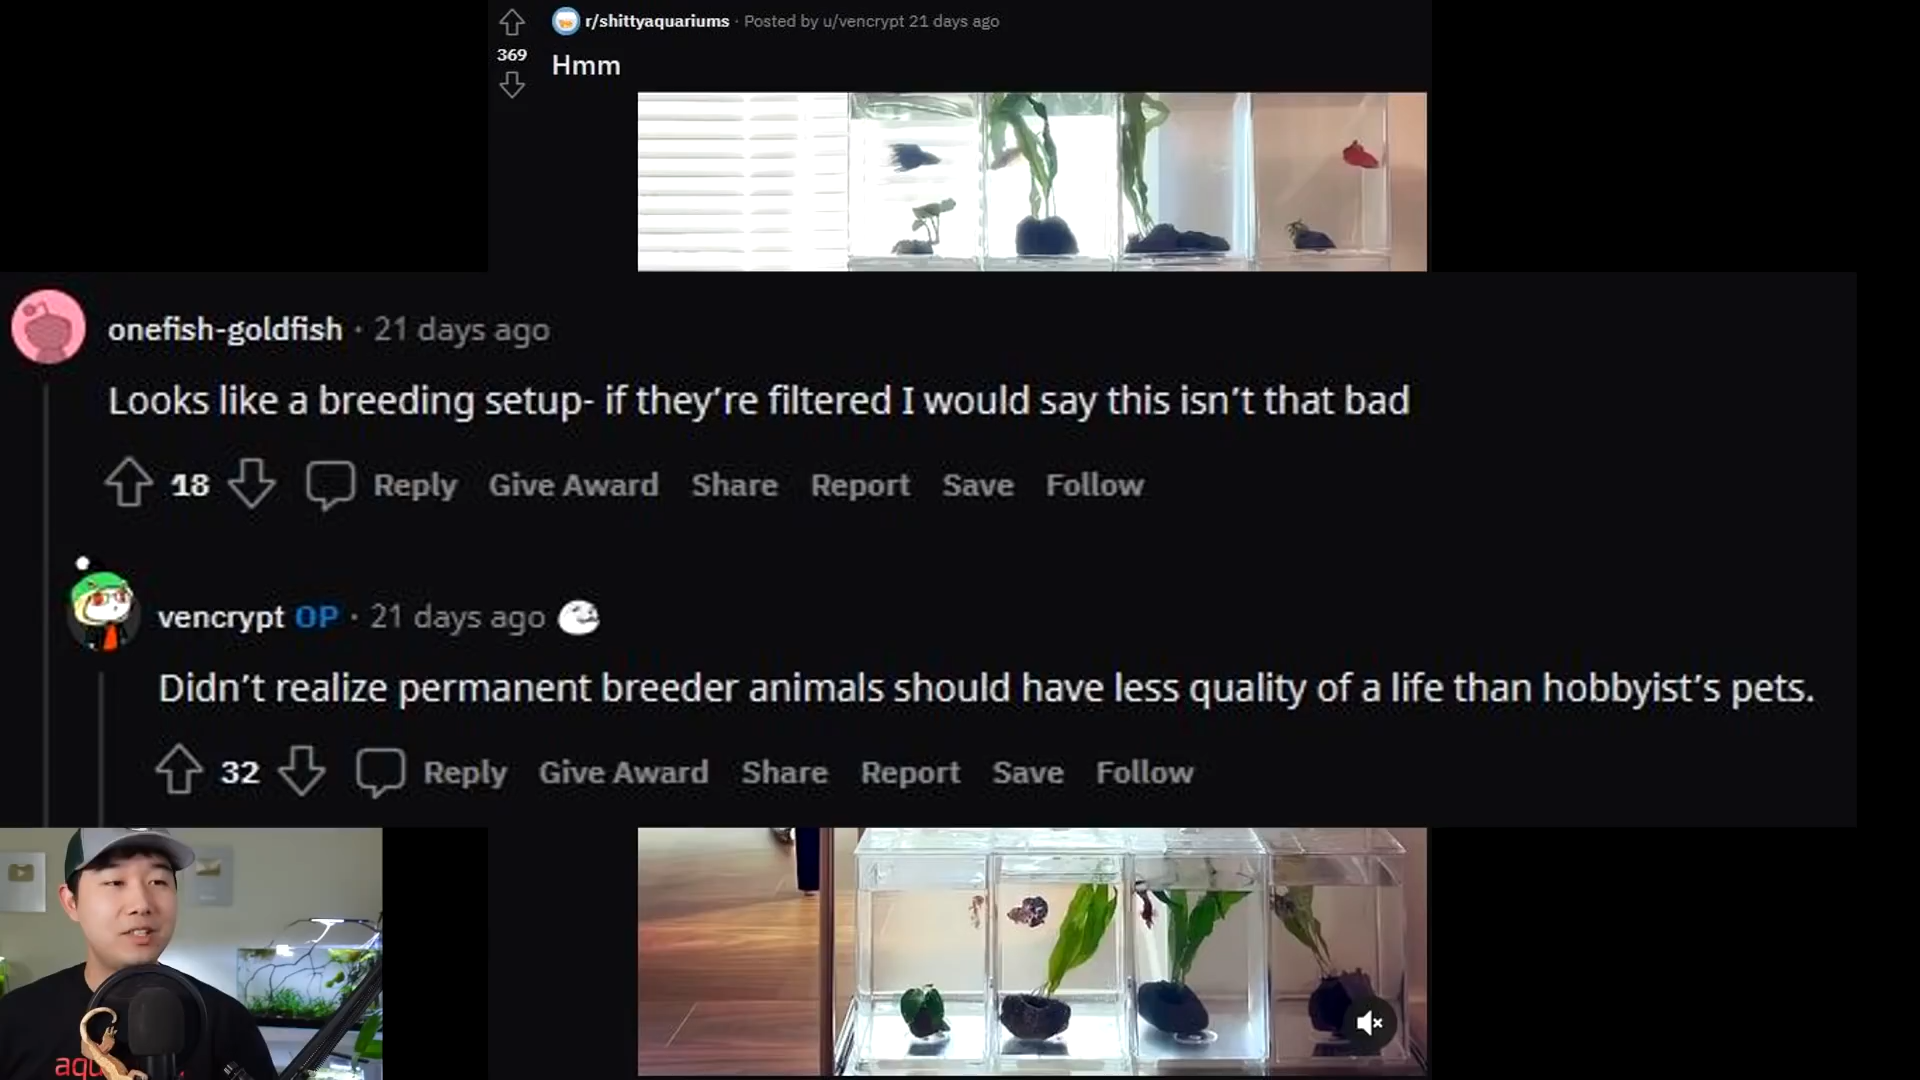 r/shittyaquariums · Posted by u/vencrypt 21 days ago
369
Hmm
onefish-goldfish · 21 days ago
Looks like a breeding setup- if they’re filtered I would say this isn’t that bad
18 Reply Give Award Share Report Save Follow
vencrypt OP · 21 days ago
Didn’t realize permanent breeder animals should have less quality of a life than hobbyist’s pets.
32 Reply Give Award Share Report Save Follow